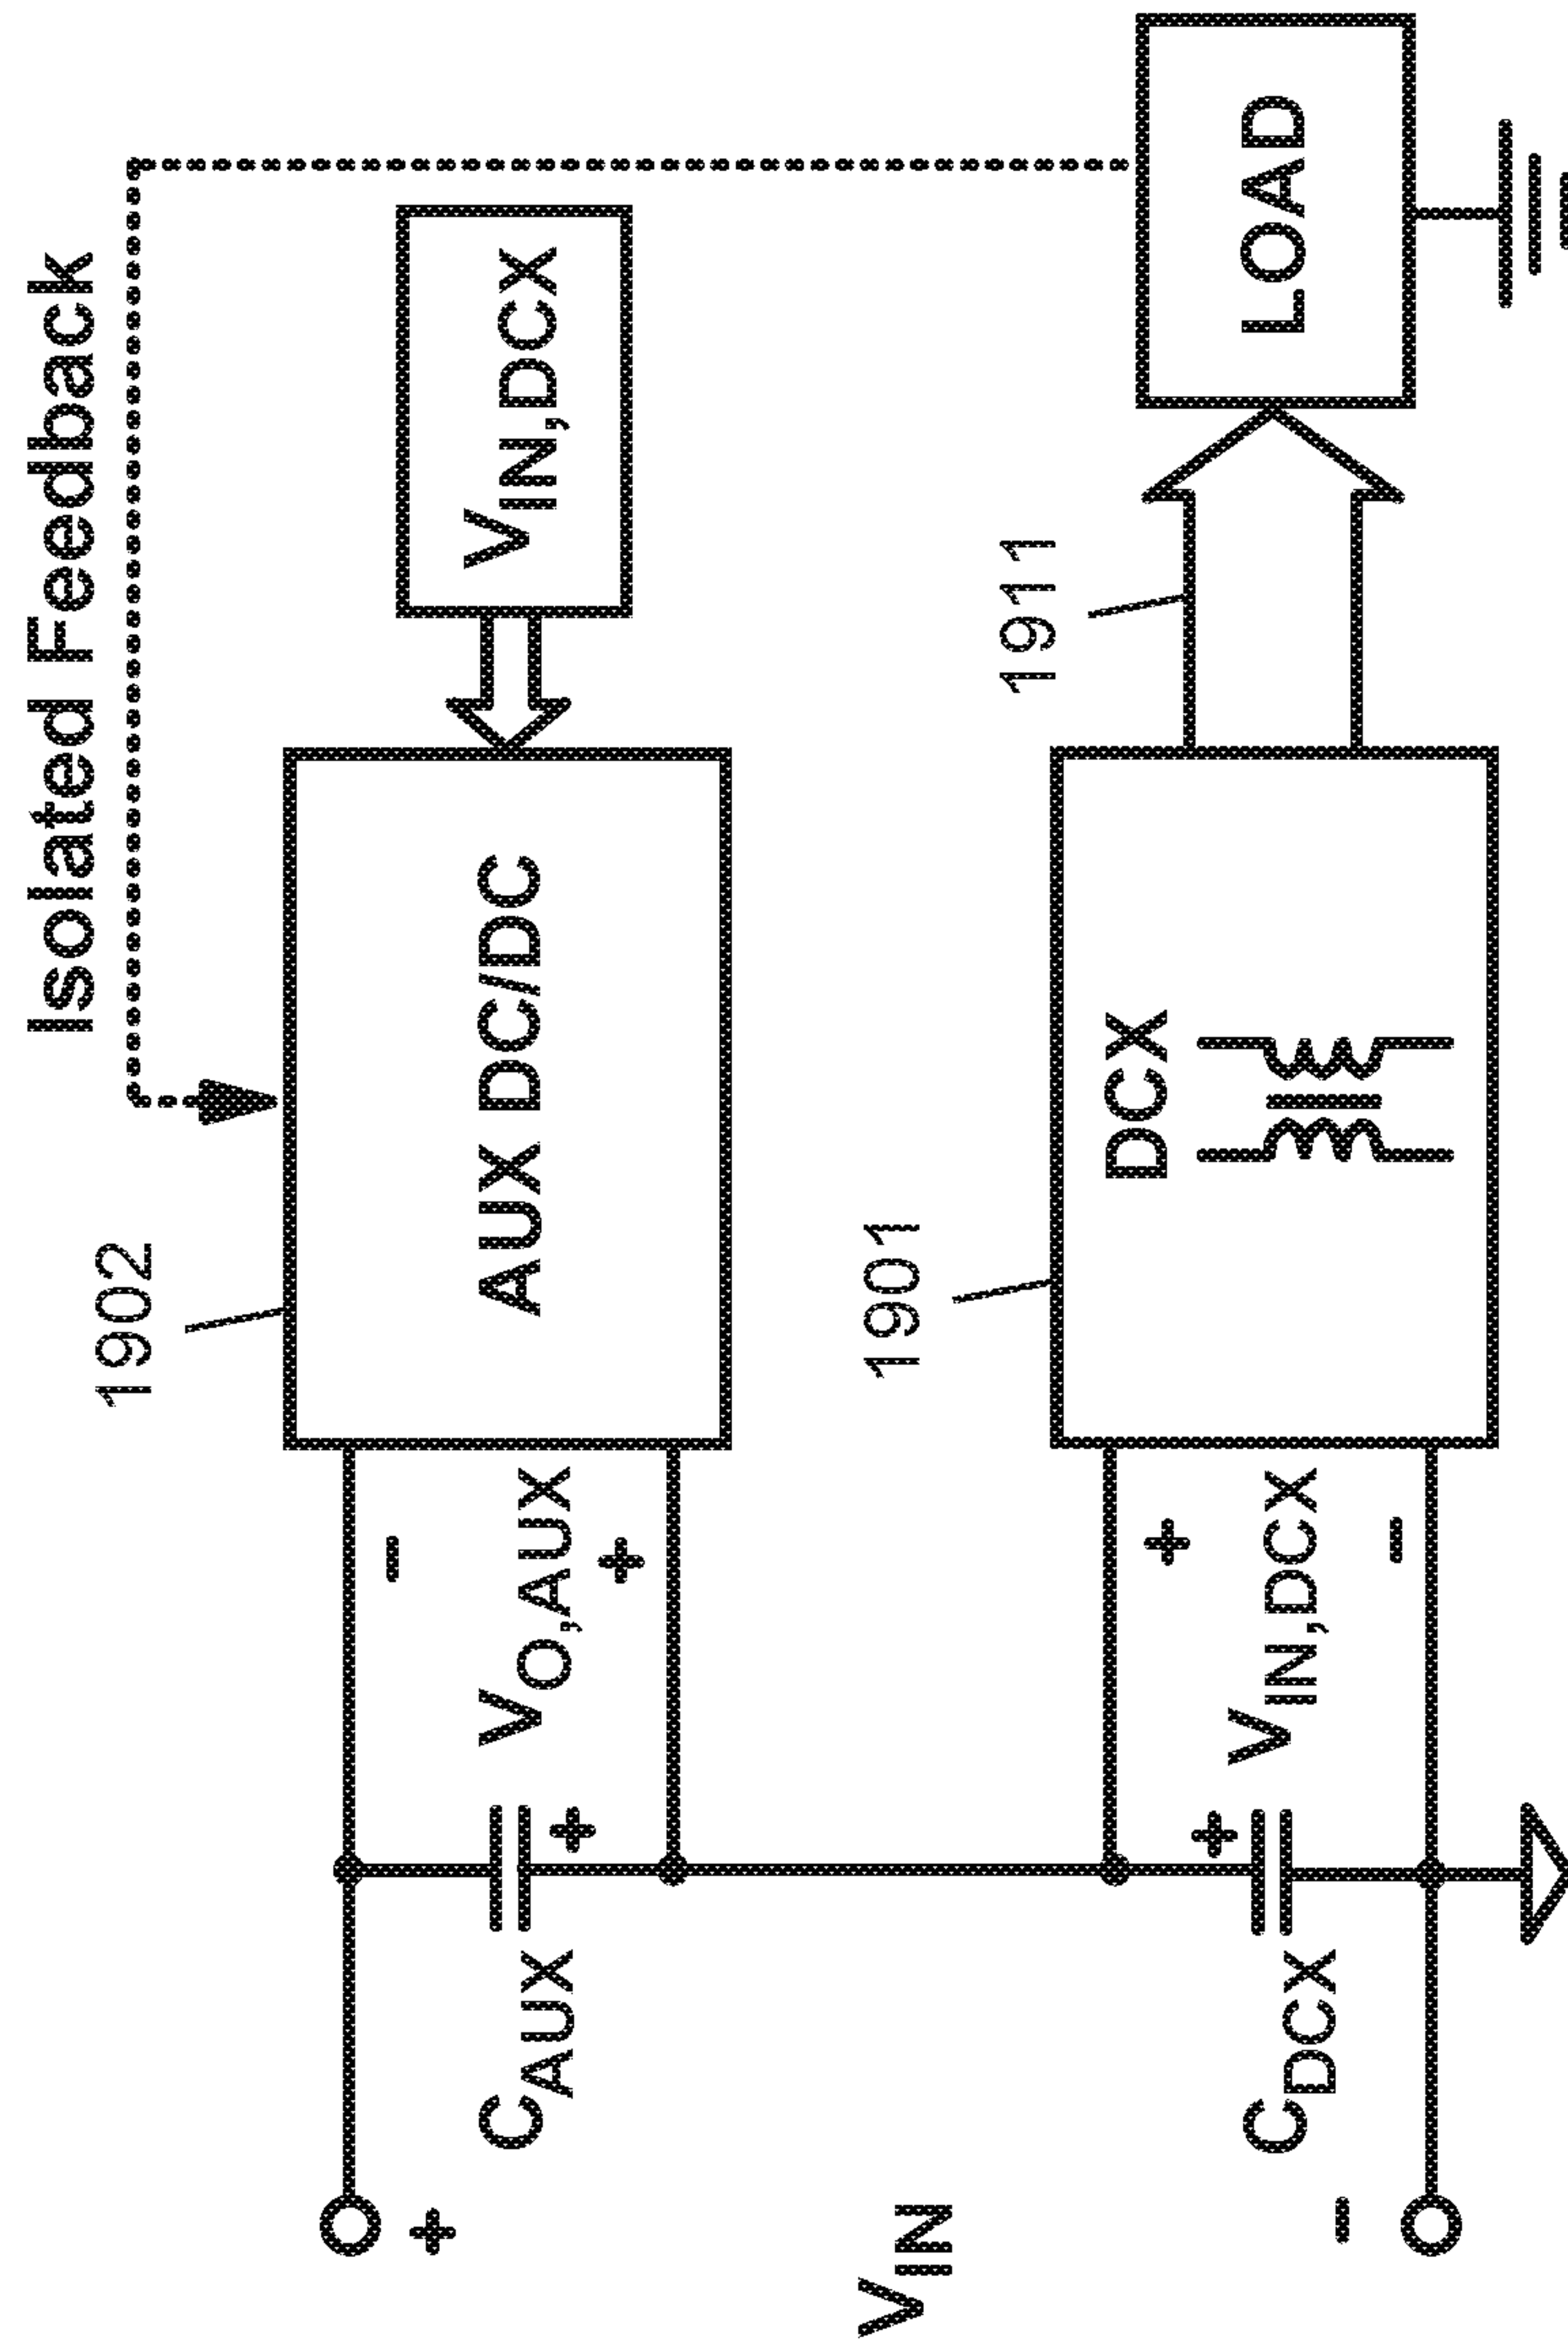 Isolated Feedback
1902
AUX DC/DC
V_IN,DCX
-
V_O,AUX
+
C_AUX
+
+
V_IN
1901
1911
DCX
LOAD
+
V_IN,DCX
-
+
C_DCX
-